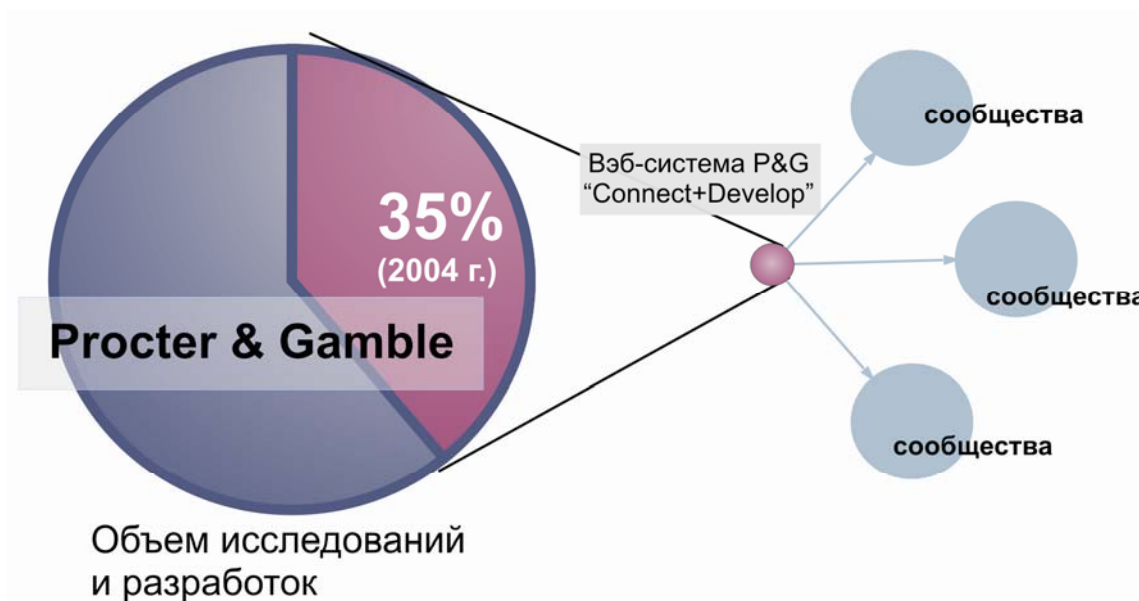 35%
(2004 г.)
Procter & Gamble
Объем исследований
и разработок
Вэб-система P&G
“Connect+Develop”
сообщества
сообщества
сообщества